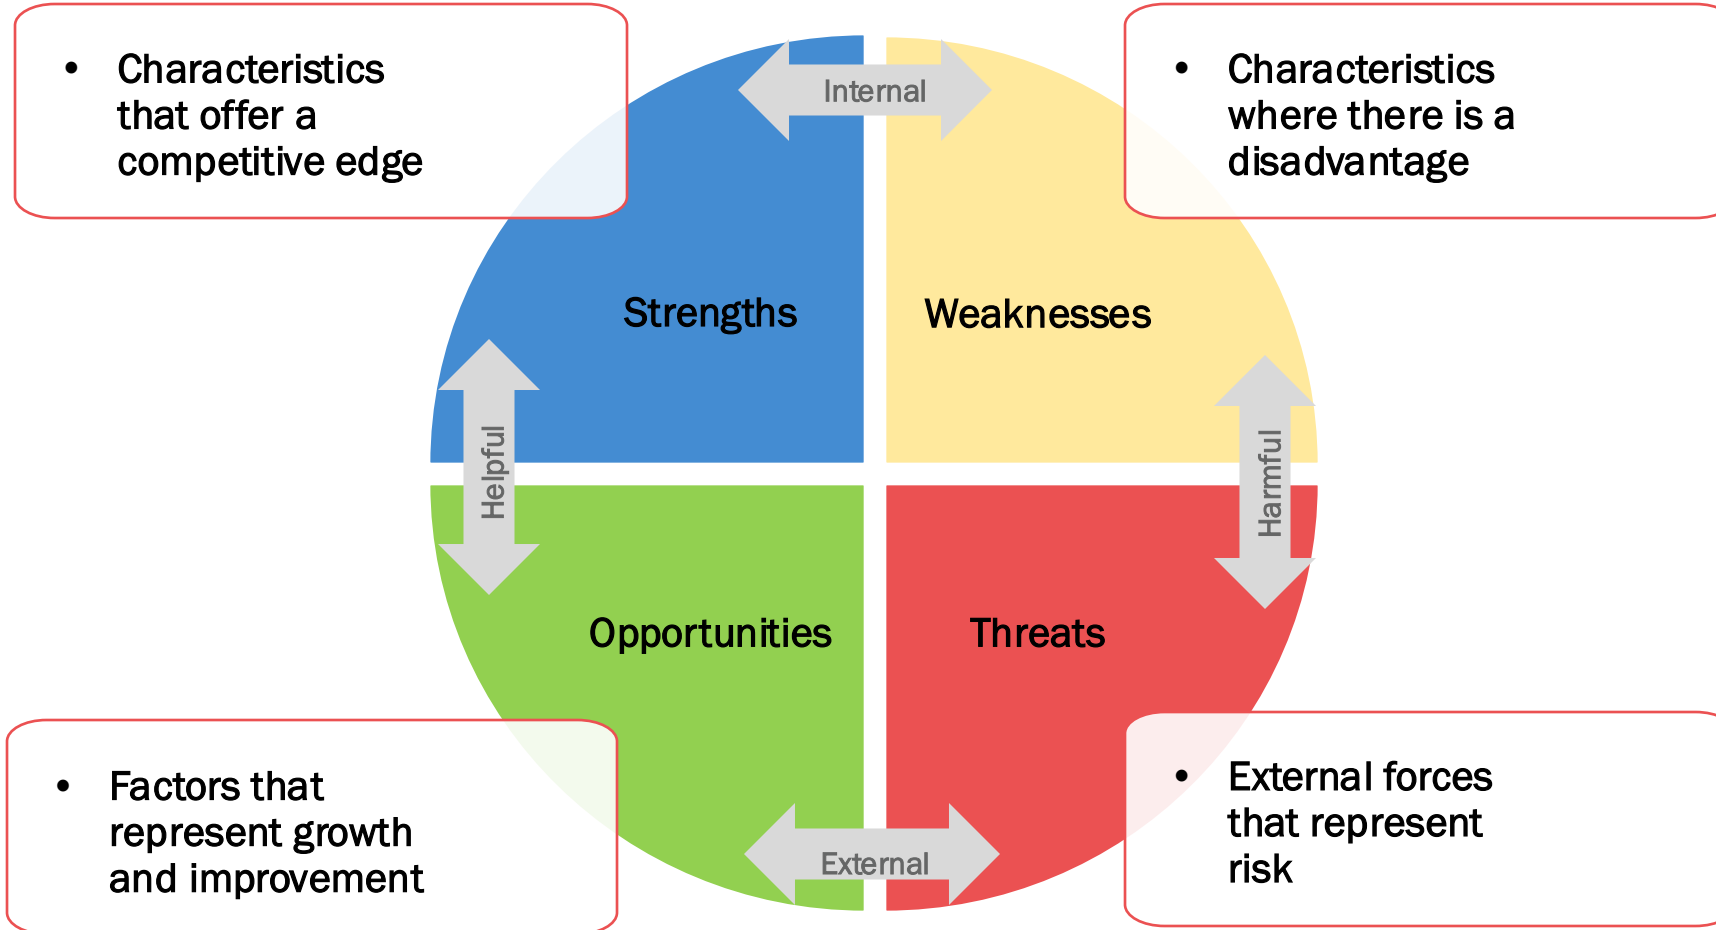 • Characteristics
that offer a
competitive edge
Internal
• Characteristics
where there is a
disadvantage
Strengths
Weaknesses
Helpful
Harmful
Opportunities
Threats
• Factors that
represent growth
and improvement
External
• External forces
that represent
risk